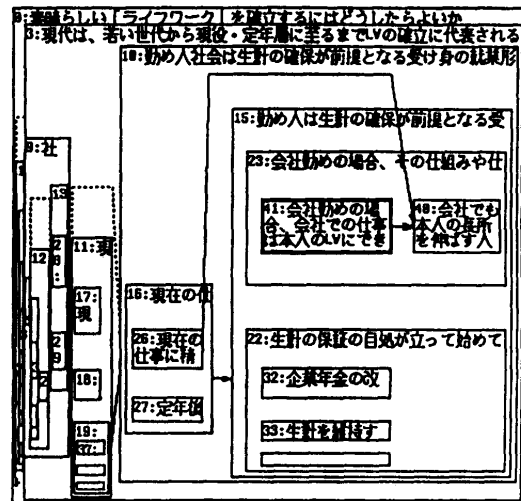 0:素晴らしい「ライフワーク」を確立するにはどうしたらよいか
3:現代は、若い世代から現役・定年層に至るまでLVの確立に代表される
10:勤め人社会は生計の確保が前提となる受け身の就業形
15:勤め人は生計の確保が前提となる受
9:社
23:会社勤めの場合、その仕組みや仕
13
41:会社勤めの場
合、会社での仕事
は本人のLVにでき
40:会社でも
本人の長所
を伸ばす人
11:現
12
17:
現
16:現在の仕
26:現在の
仕事に精
22:生計の保証の目処が立って始めて
18:
32:企業年金の改
27:定年後
19:
33:生計を維持す
37: